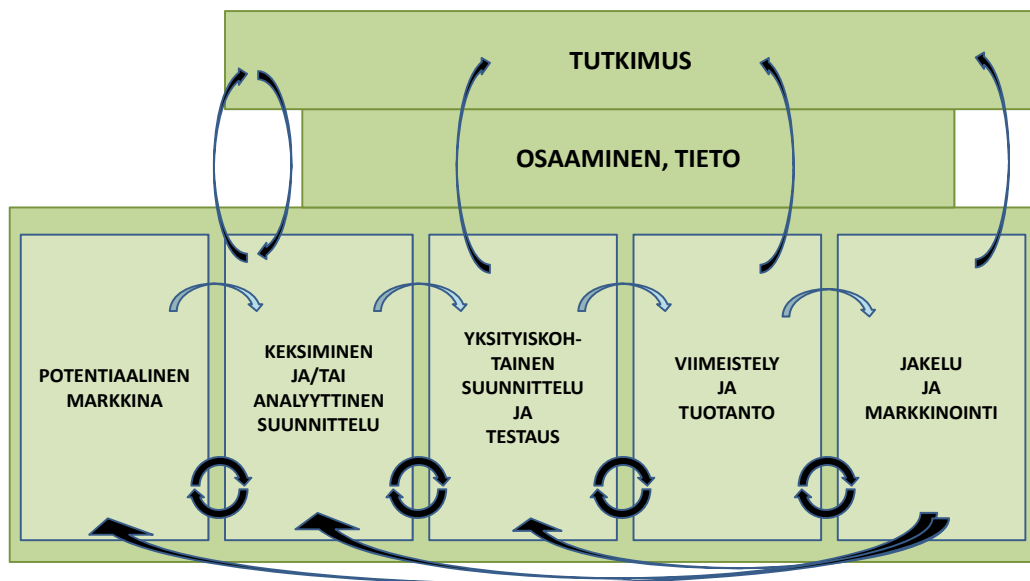 TUTKIMUS
OSAAMINEN, TIETO
POTENTIAALINEN
MARKKINA
KEKSIMINEN
JA/TAI
ANALYYTTINEN
SUUNNITTELU
YKSITYISKOH-
TAINEN
SUUNNITTELU
JA
TESTAUS
VIIMEISTELY
JA
TUOTANTO
JAKELU
JA
MARKKINOINTI